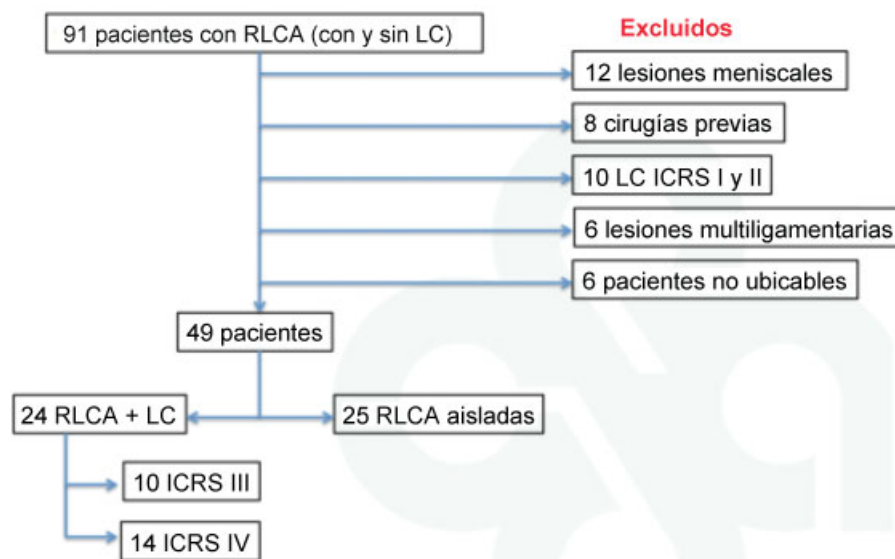 91 pacientes con RLCA (con y sin LC)
Excluidos
12 lesiones meniscales
8 cirugías previas
10 LC ICRS I y II
6 lesiones multiligamentarias
6 pacientes no ubicables
49 pacientes
24 RLCA + LC
25 RLCA aisladas
10 ICRS III
14 ICRS IV